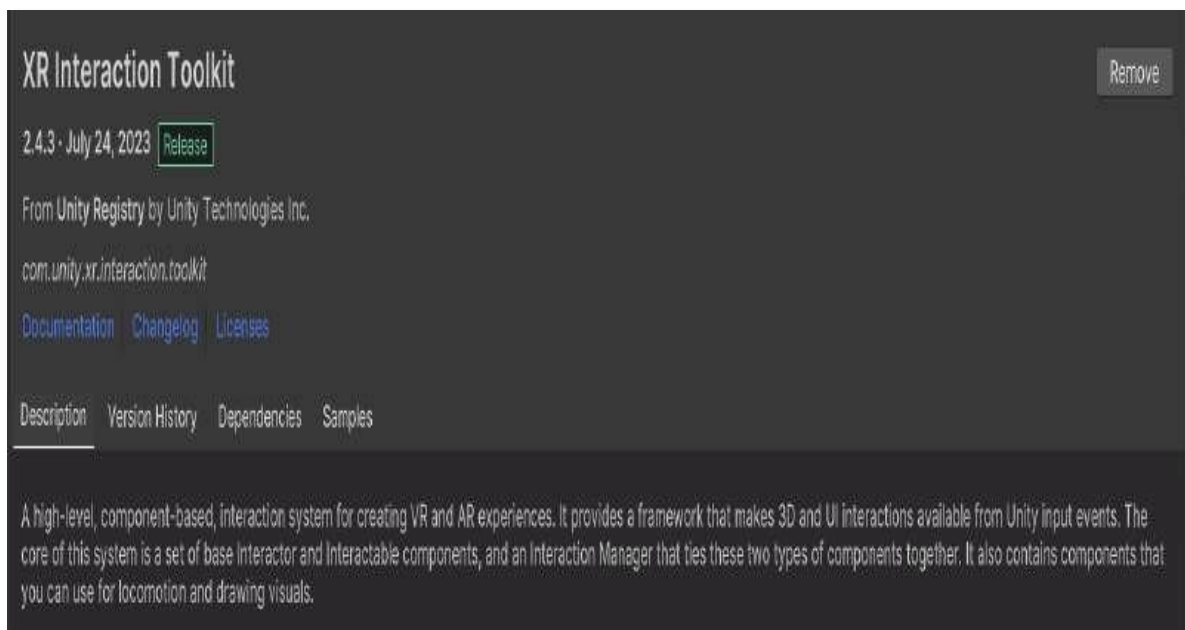 XR Interaction Toolkit
Remove
2.4.3 · July 24, 2023 Release
From Unity Registry by Unity Technologies Inc.
com.unity.xr.interaction.toolkit
Documentation Changelog Licenses
Description Version History Dependencies Samples
A high-level, component-based, interaction system for creating VR and AR experiences. It provides a framework that makes 3D and UI interactions available from Unity input events. The
core of this system is a set of base Interactor and Interactable components, and an Interaction Manager that ties these two types of components together. It also contains components that
you can use for locomotion and drawing visuals.